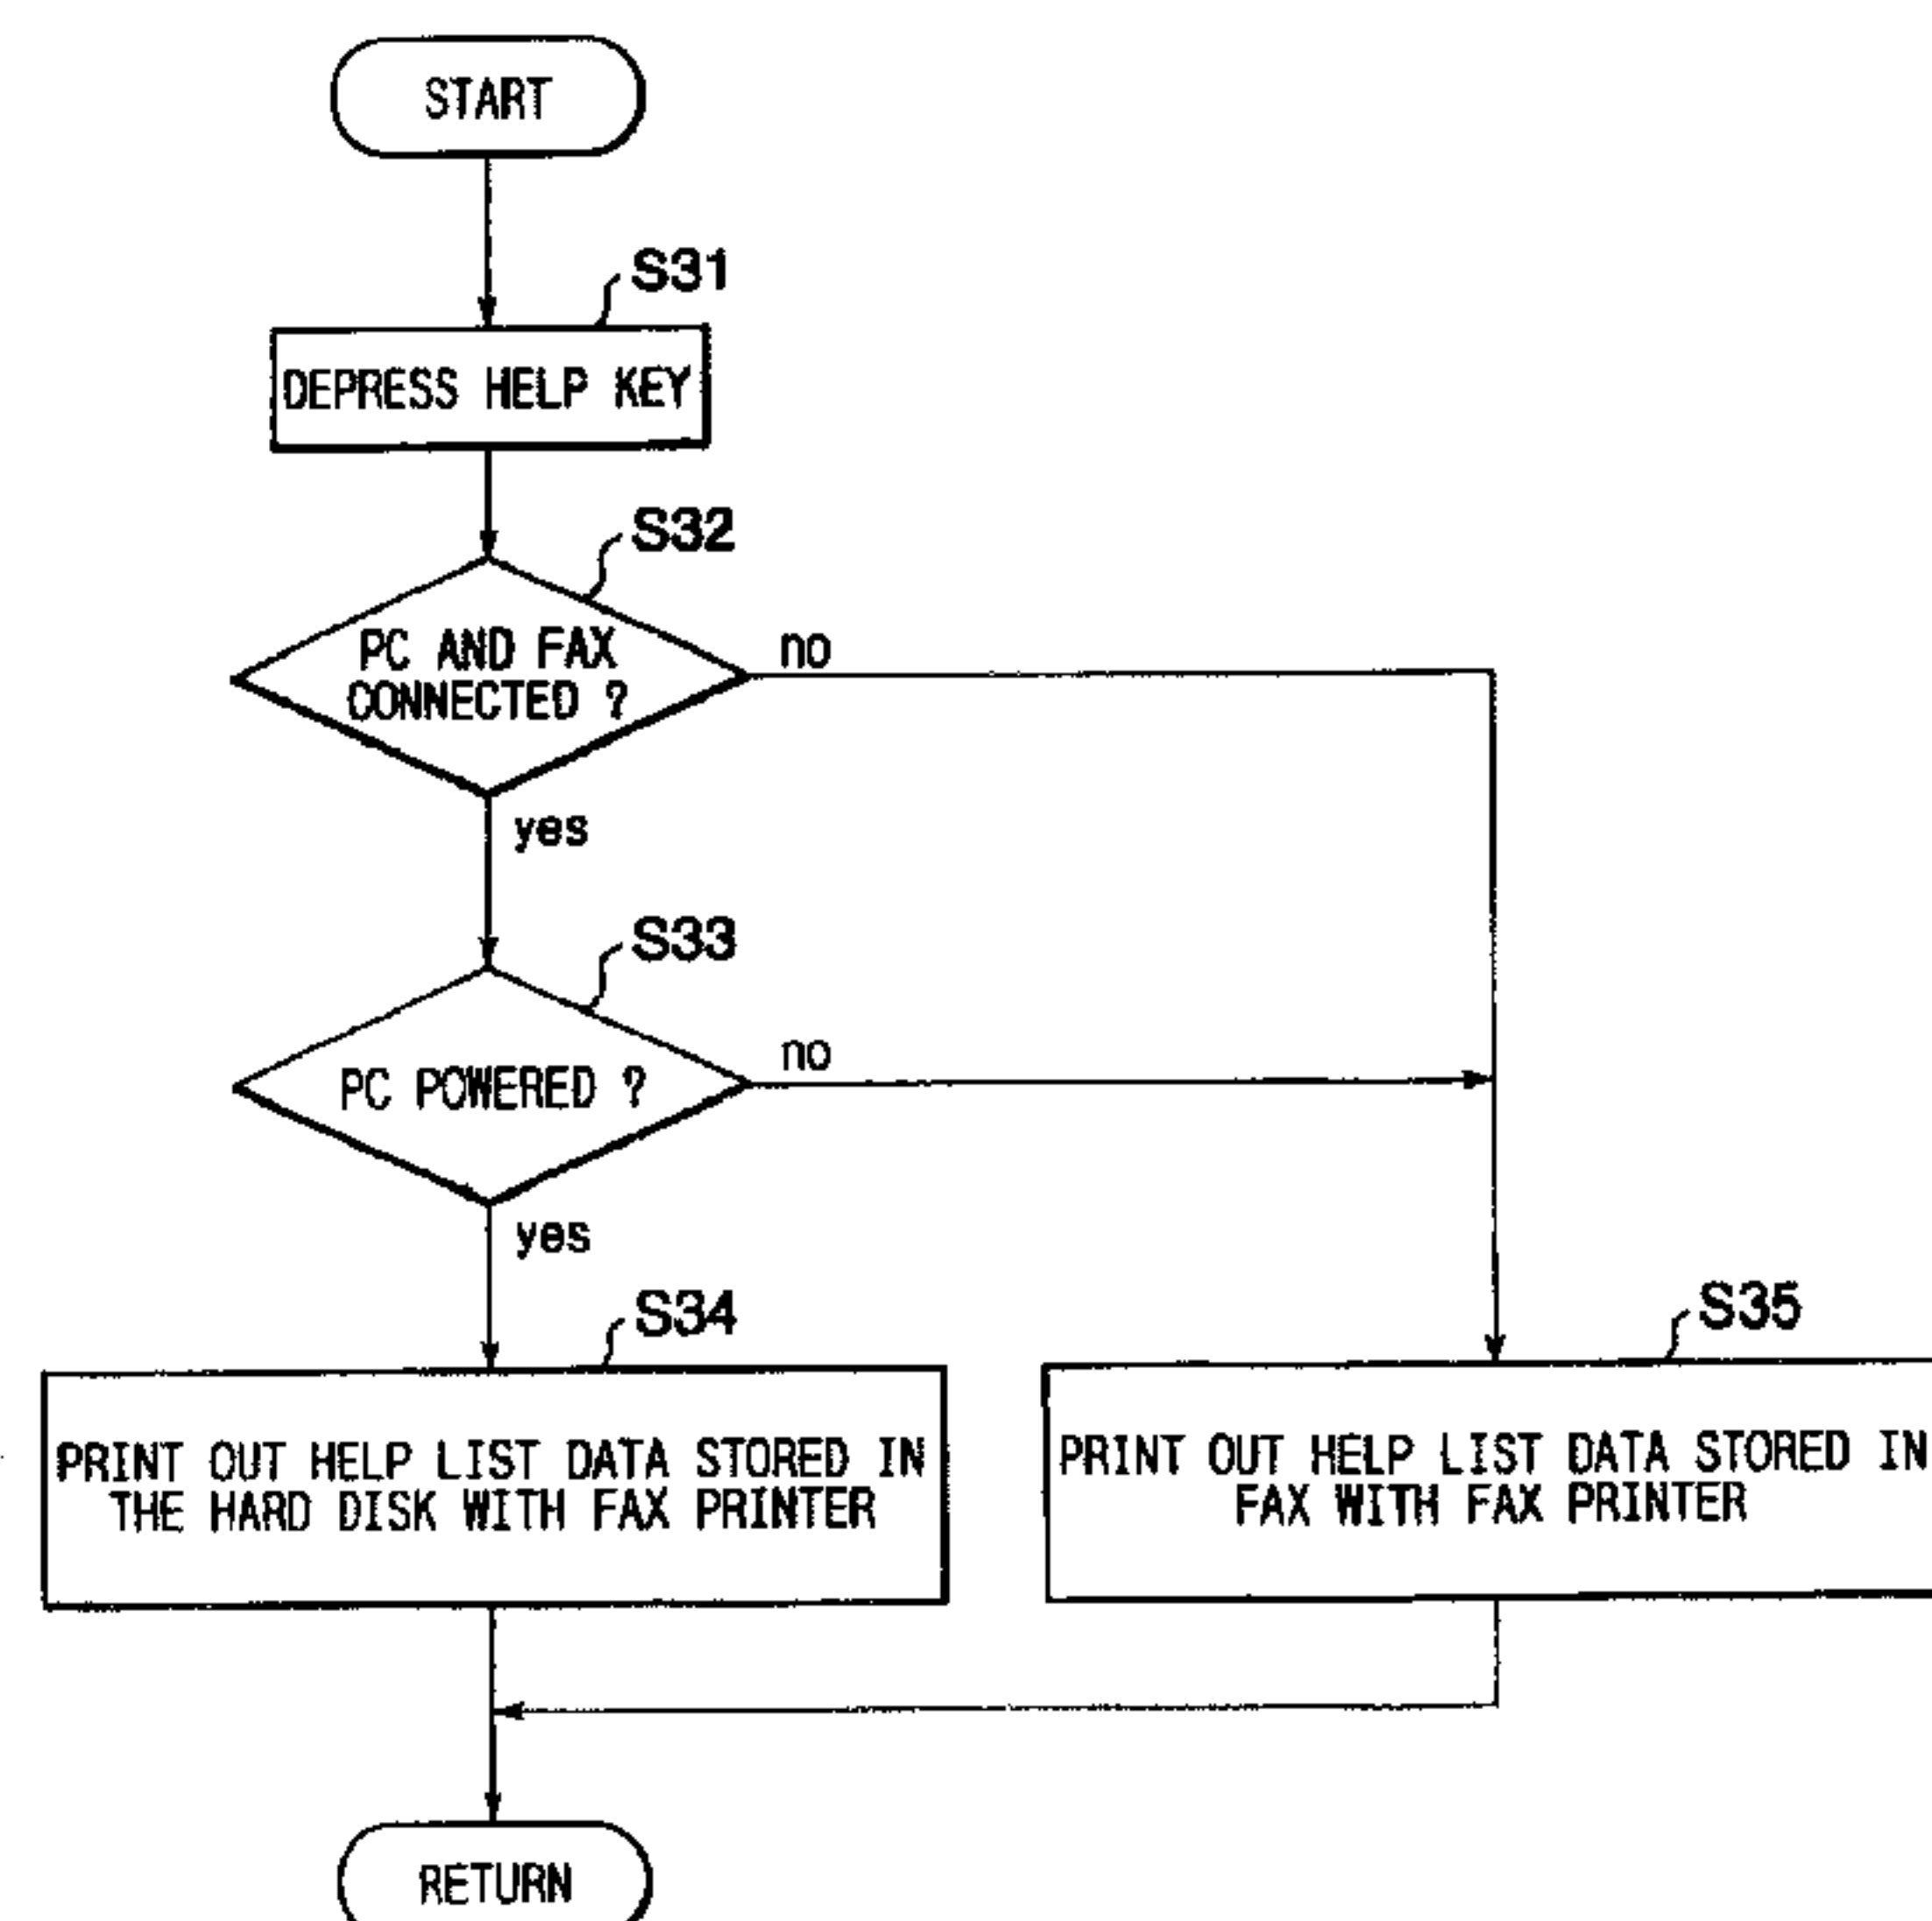 START
S31
DEPRESS HELP KEY
S32
PC AND FAX
CONNECTED ?
no
yes
S33
PC POWERED ?
no
yes
S34
PRINT OUT HELP LIST DATA STORED IN
THE HARD DISK WITH FAX PRINTER
S35
PRINT OUT HELP LIST DATA STORED IN
FAX WITH FAX PRINTER
RETURN